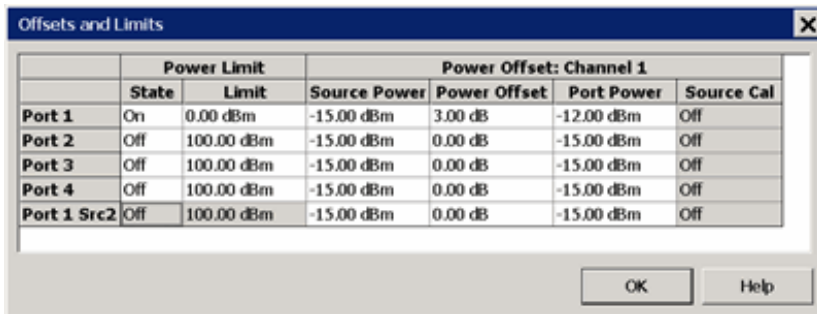 Offsets and Limits
Power Limit Power Offset: Channel 1
State Limit Source Power Power Offset Port Power Source Cal
Port 1 On 0.00 dBm -15.00 dBm 3.00 dB -12.00 dBm Off
Port 2 Off 100.00 dBm -15.00 dBm 0.00 dB -15.00 dBm Off
Port 3 Off 100.00 dBm -15.00 dBm 0.00 dB -15.00 dBm Off
Port 4 Off 100.00 dBm -15.00 dBm 0.00 dB -15.00 dBm Off
Port 1 Src2 Off 100.00 dBm -15.00 dBm 0.00 dB -15.00 dBm Off
OK Help